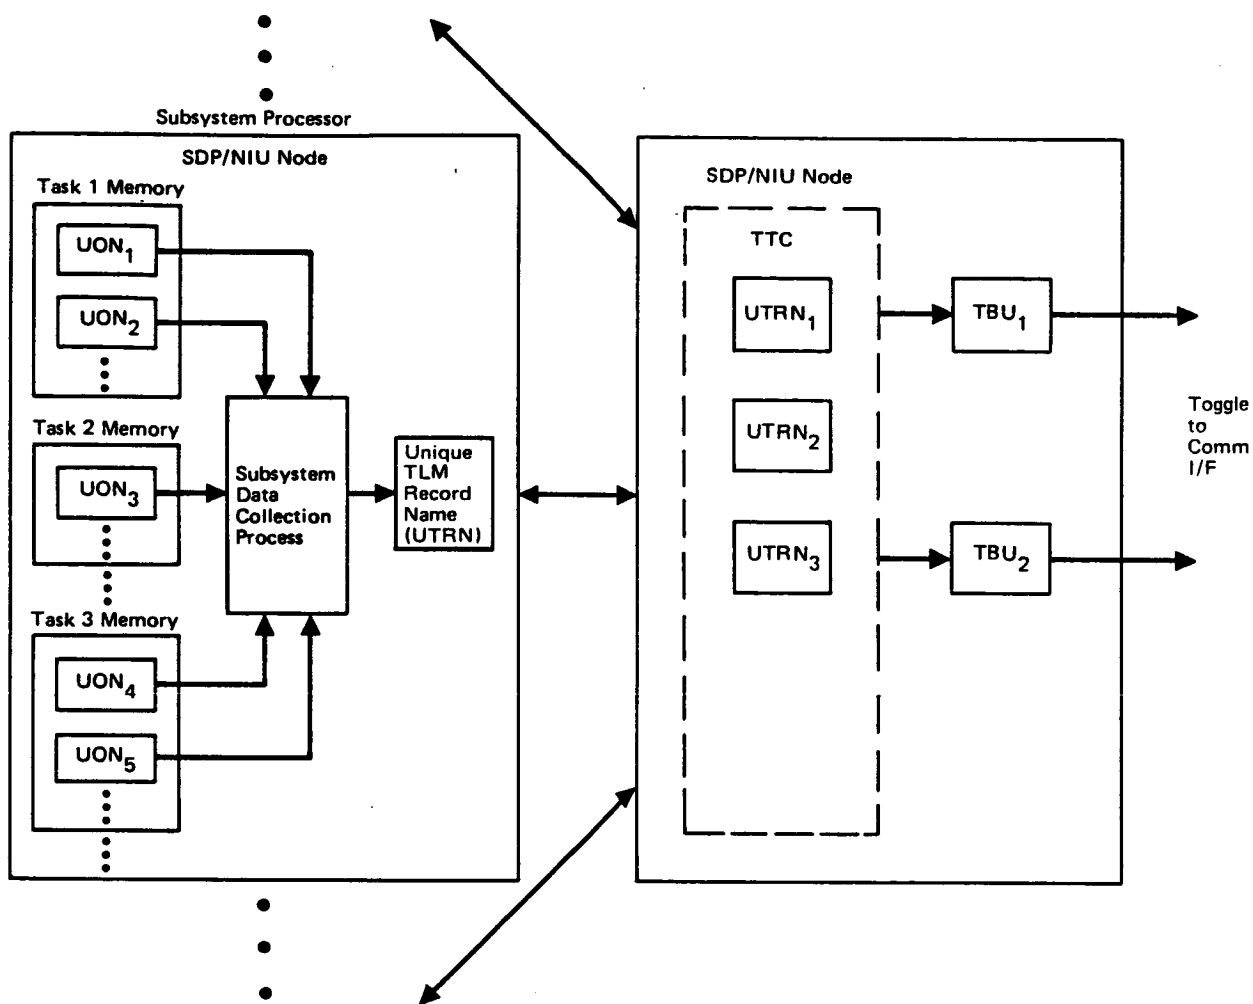 Subsystem Processor
SDP/NIU Node
Task 1 Memory
UON1
UON2
Task 2 Memory
UON3
Task 3 Memory
UON4
UON5
Subsystem
Data
Collection
Process
Unique
TLM
Record
Name
(UTRN)
SDP/NIU Node
TTC
UTRN1
UTRN2
UTRN3
TBU1
TBU2
Toggle
to
Comm
I/F